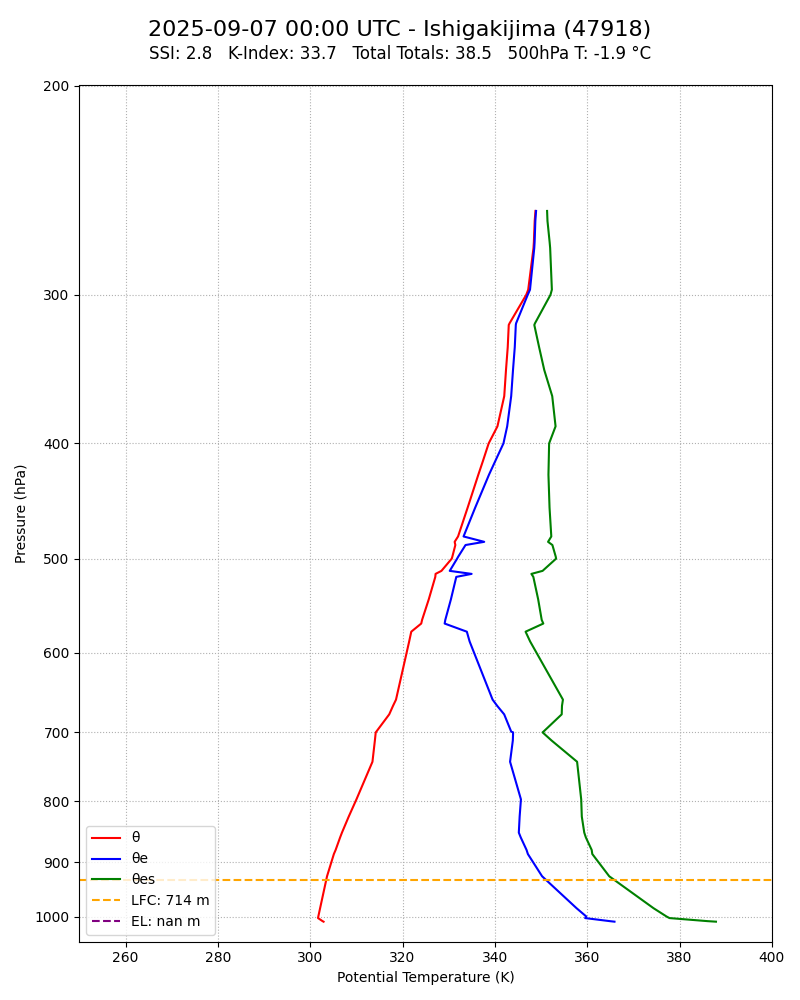 2025-09-07 00:00 UTC - Ishigakijima (47918)
SSI: 2.8   K-Index: 33.7   Total Totals: 38.5   500hPa T: -1.9 °C
200
300
400
500
600
700
800
900
1000
Pressure (hPa)
θ
θe
θes
LFC: 714 m
EL: nan m
260
280
300
320
340
360
380
400
Potential Temperature (K)